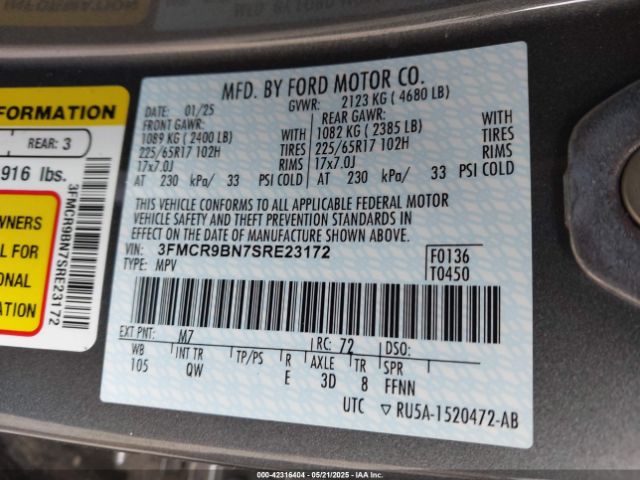 FORMATION
REAR: 3
916 lbs.
WNERS
L FOR
ONAL
ATION
3FMCR9BN7SRE23172
MFD. BY FORD MOTOR CO.
DATE: 01/25 GVWR: 2123 KG ( 4680 LB)
FRONT GAWR: REAR GAWR:
1089 KG ( 2400 LB) WITH 1082 KG ( 2385 LB) WITH
225/65R17 102H TIRES 225/65R17 102H TIRES
17x7.0J RIMS 17x7.0J RIMS
AT 230 kPa/ 33 PSI COLD AT 230 kPa/ 33 PSI COLD
THIS VEHICLE CONFORMS TO ALL APPLICABLE FEDERAL MOTOR
VEHICLE SAFETY AND THEFT PREVENTION STANDARDS IN
EFFECT ON THE DATE OF MANUFACTURE SHOWN ABOVE.
VIN: 3FMCR9BN7SRE23172 F0136
TYPE: MPV T0450
EXT PNT: M7 RC: 72 DSO:
WB INT TR TP/PS R AXLE TR SPR
105 QW E 3D 8 FFNN
UTC ▽ RU5A-1520472-AB
000-42316404 - 05/21/2025 - IAAI.COM